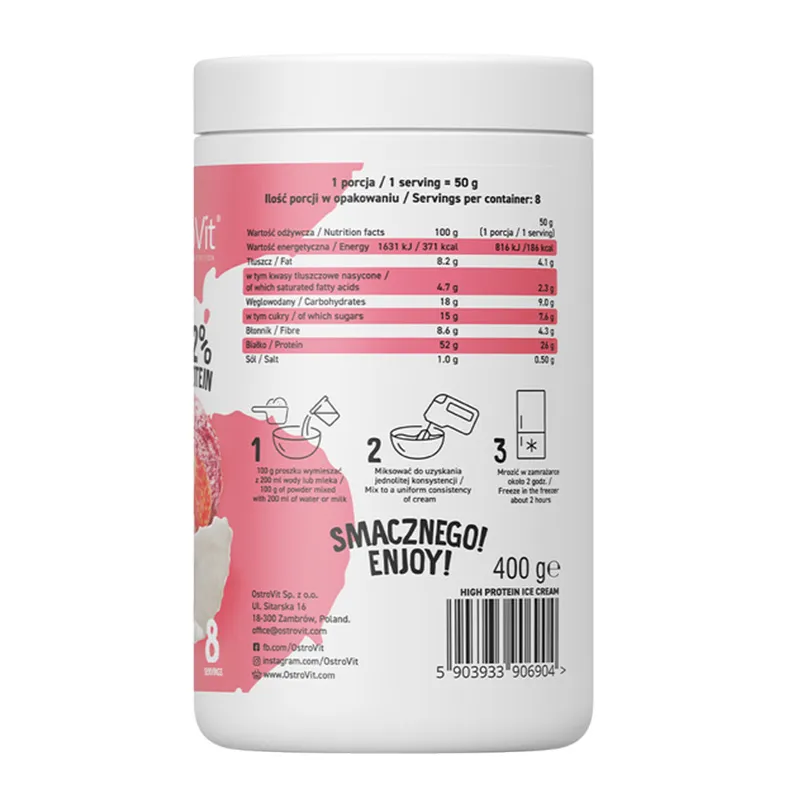 Vit®
2%
1 porcja / 1 serving = 50 g
Ilość porcji w opakowaniu / Servings per container: 8
Wartość odżywcza / Nutrition facts 100 g 50 g (1 porcja / 1 serving)
Wartość energetyczna / Energy 1631 kJ / 371 kcal 816 kJ /186 kcal
Tłuszcz / Fat 8.2 g 4.1 g
w tym kwasy tłuszczowe nasycone /
of which saturated fatty acids 4.7 g 2.3 g
Węglowodany / Carbohydrates 18 g 9.0 g
w tym cukry / of which sugars 15 g 7.6 g
Błonnik / Fibre 8.6 g 4.3 g
Białko / Protein 52 g 26 g
Sól / Salt 1.0 g 0.50 g
1
100 g proszku wymieszać
z 200 ml wody lub mleka /
100 g of powder mixed
with 200 ml of water or milk
2
Miksować do uzyskania
jednolitej konsystencji /
Mix to a uniform consistency
of cream
3
Mrozić w zamrażarce
około 2 godz. /
Freeze in the freezer
about 2 hours
SMACZNEGO!
ENJOY!
400 g e
HIGH PROTEIN ICE CREAM
OstroVit Sp. z o.o.
Ul. Sitarska 16
18-300 Zambrów, Poland.
office@ostrovit.com
fb.com/OstroVit
instagram.com/OstroVit
www.OstroVit.com
5 903933 906904 >
8